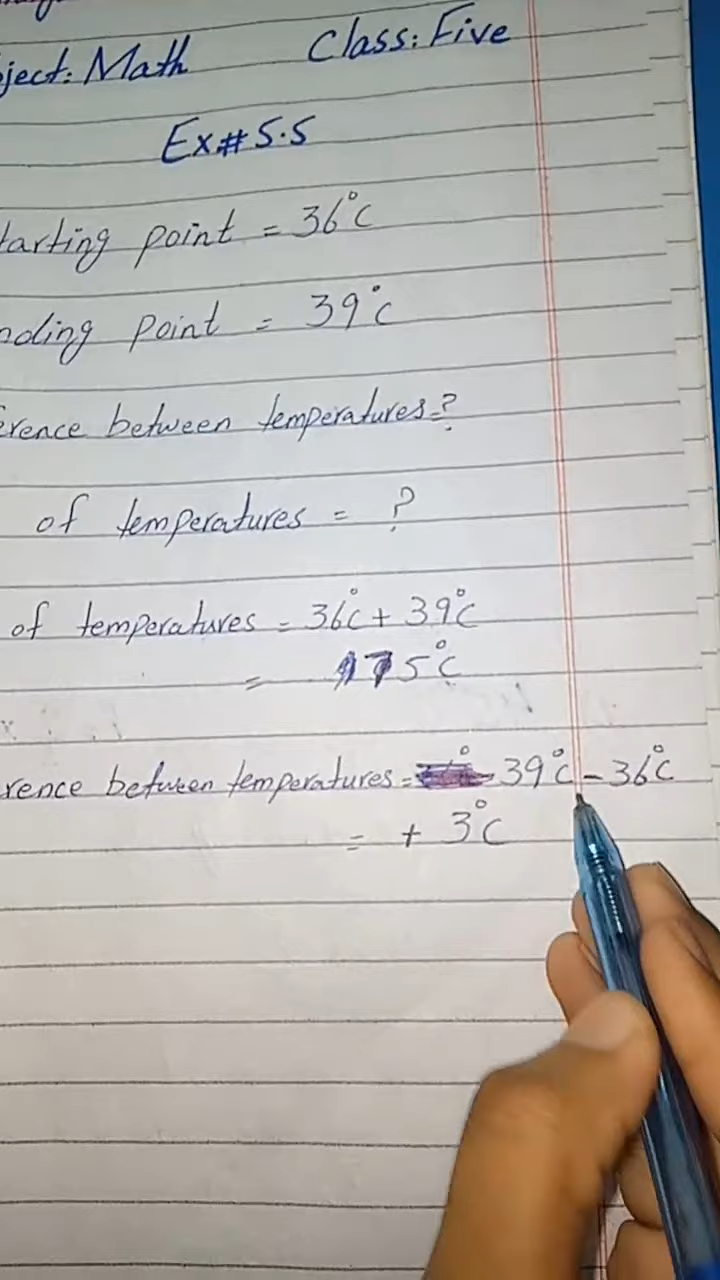 ject: Math Class: Five
Ex# 5.5
tarting point = 36°C
nding point = 39°C
erence between temperatures = ?
of temperatures = ?
of temperatures = 36°C + 39°C
= 75°C
rence between temperatures = 39°C - 36°C
= + 3°C